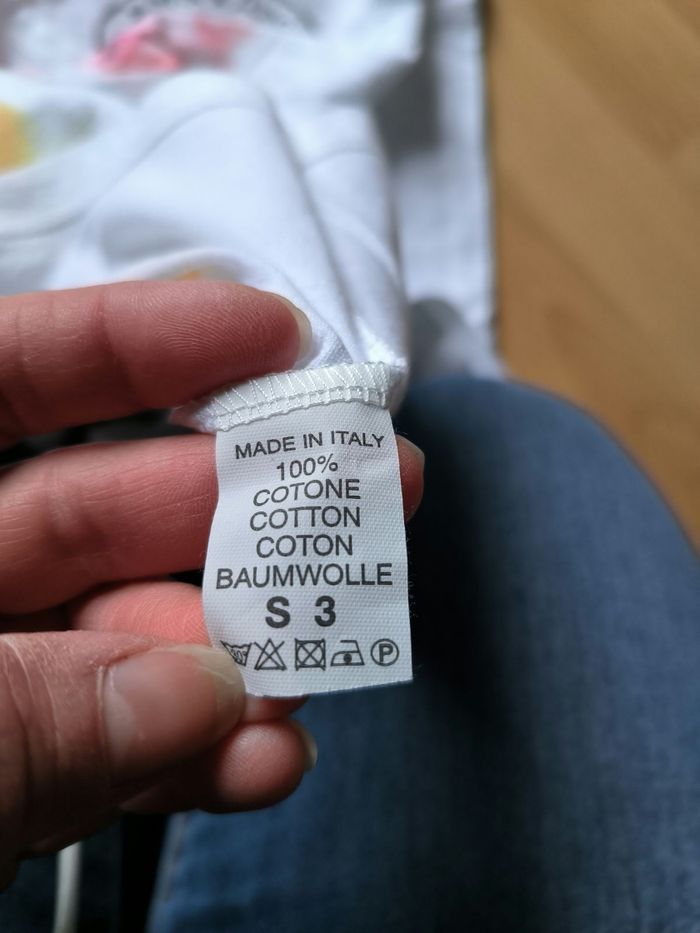 MADE IN ITALY
100%
COTONE
COTTON
COTON
BAUMWOLLE
S 3
P